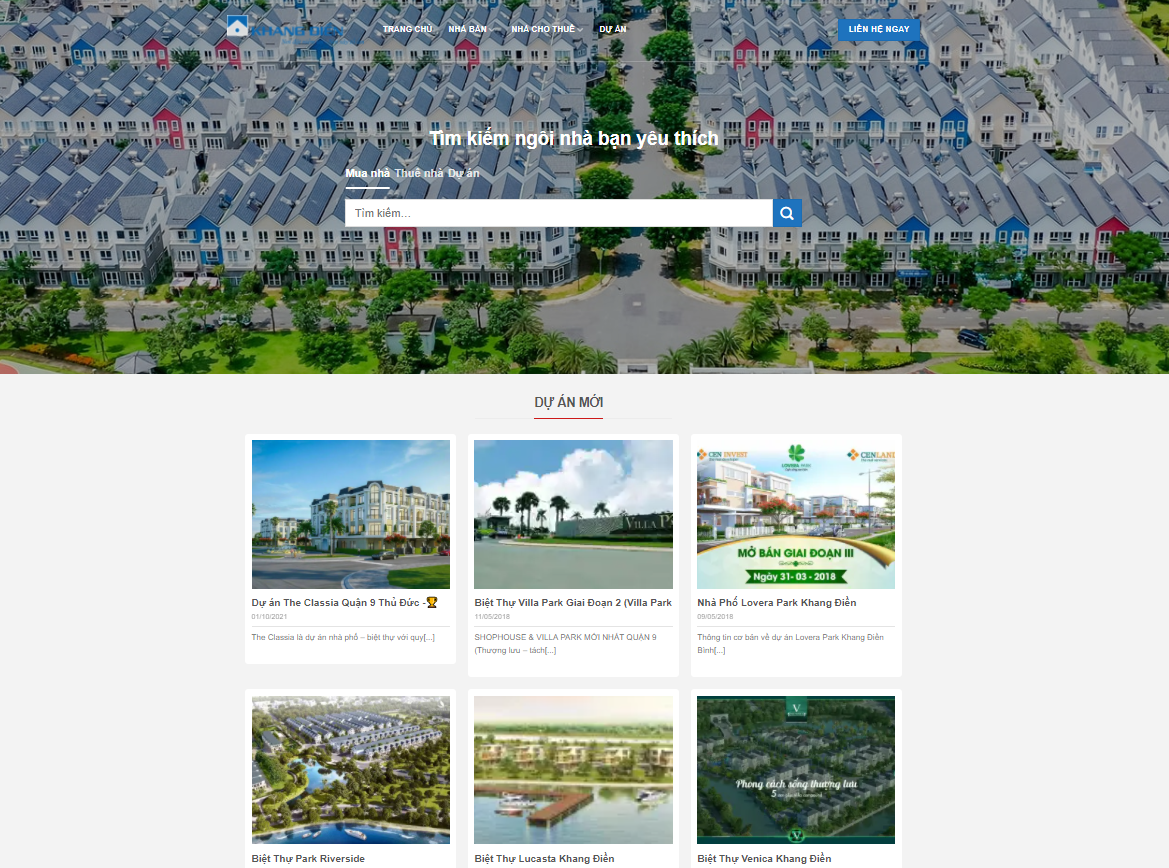 KHANG ĐIỀN
TRANG CHỦ NHÀ BÁN NHÀ CHO THUÊ DỰ ÁN
LIÊN HỆ NGAY
Tìm kiếm ngôi nhà bạn yêu thích
Mua nhà Thuê nhà Dự án
Tìm kiếm...
DỰ ÁN MỚI
VILLA P
CEN INVEST
LOVERA PARK
CENLAND
MỞ BÁN GIAI ĐOẠN III
Ngày 31- 03 - 2018
Dự án The Classia Quận 9 Thủ Đức -🏆
01/10/2021
The Classia là dự án nhà phố – biệt thự với quy[...]
Biệt Thự Villa Park Giai Đoạn 2 (Villa Park
11/05/2018
SHOPHOUSE & VILLA PARK MỚI NHẤT QUẬN 9
(Thượng lưu – tách[...]
Nhà Phố Lovera Park Khang Điền
09/05/2018
Thông tin cơ bản về dự án Lovera Park Khang Điền
Bình[...]
V
Phong cách sống thượng lưu
V
Biệt Thự Park Riverside
Biệt Thự Lucasta Khang Điền
Biệt Thự Venica Khang Điền